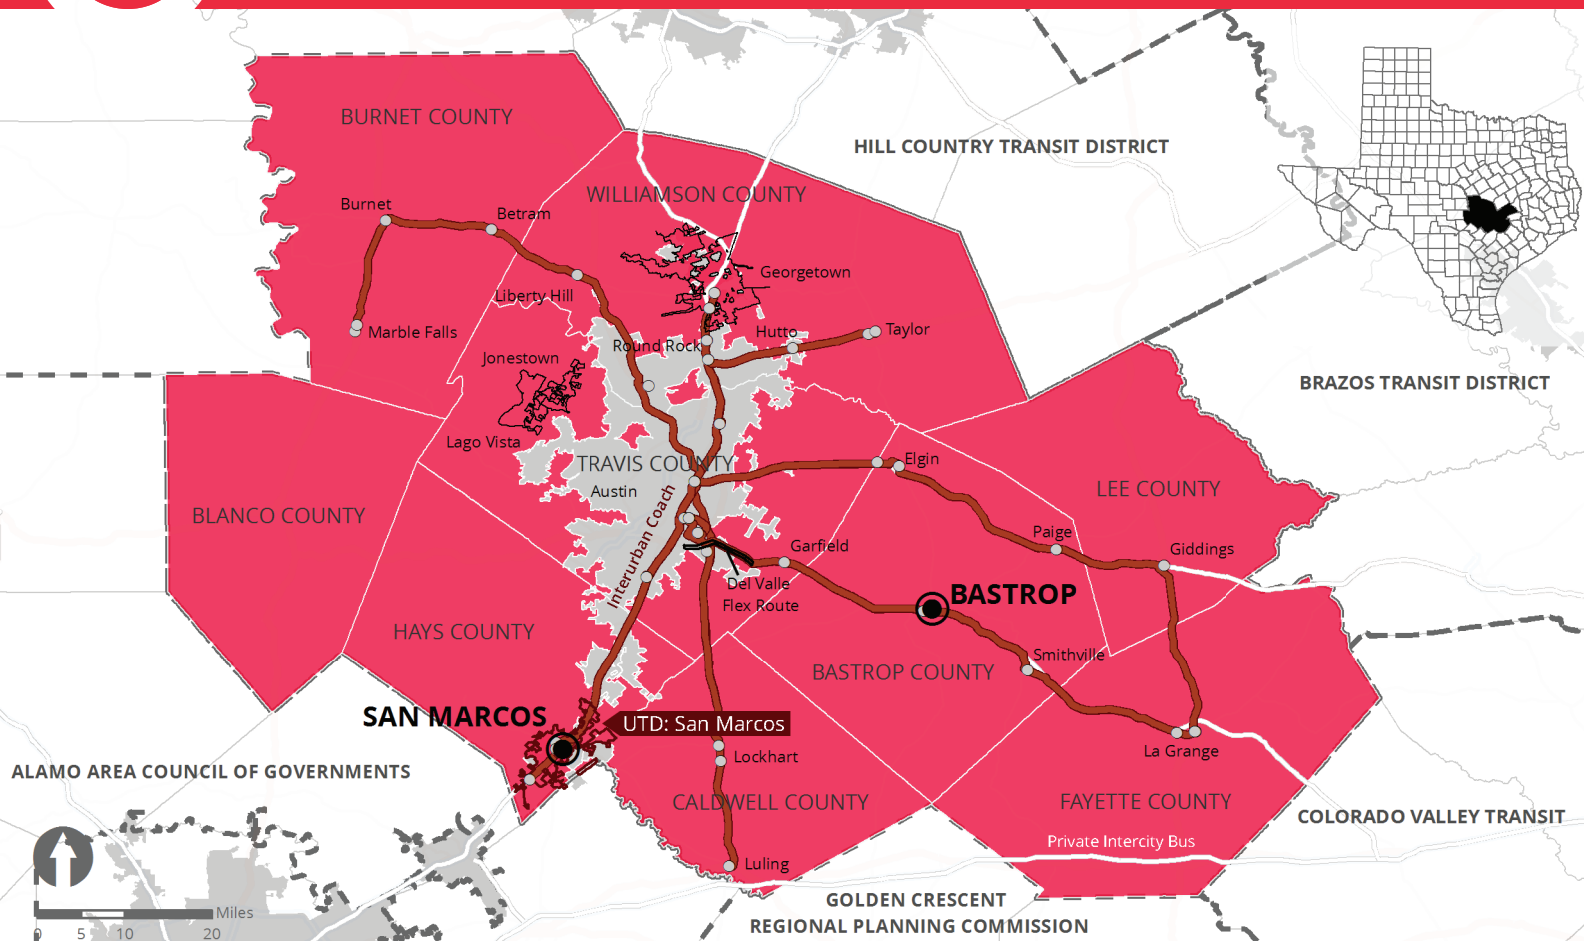 BURNET COUNTY
HILL COUNTRY TRANSIT DISTRICT
WILLIAMSON COUNTY
Burnet
Betram
Georgetown
Liberty Hill
Marble Falls
Hutto
Taylor
Round Rock
Jonestown
BRAZOS TRANSIT DISTRICT
Lago Vista
TRAVIS COUNTY
Elgin
Austin
LEE COUNTY
BLANCO COUNTY
Interurban Coach
Paige
Garfield
Giddings
Del Valle
Flex Route
BASTROP
HAYS COUNTY
Smithville
BASTROP COUNTY
SAN MARCOS
UTD: San Marcos
La Grange
Lockhart
ALAMO AREA COUNCIL OF GOVERNMENTS
CALDWELL COUNTY
FAYETTE COUNTY
COLORADO VALLEY TRANSIT
Private Intercity Bus
Luling
GOLDEN CRESCENT
REGIONAL PLANNING COMMISSION
Miles
0 5 10 20